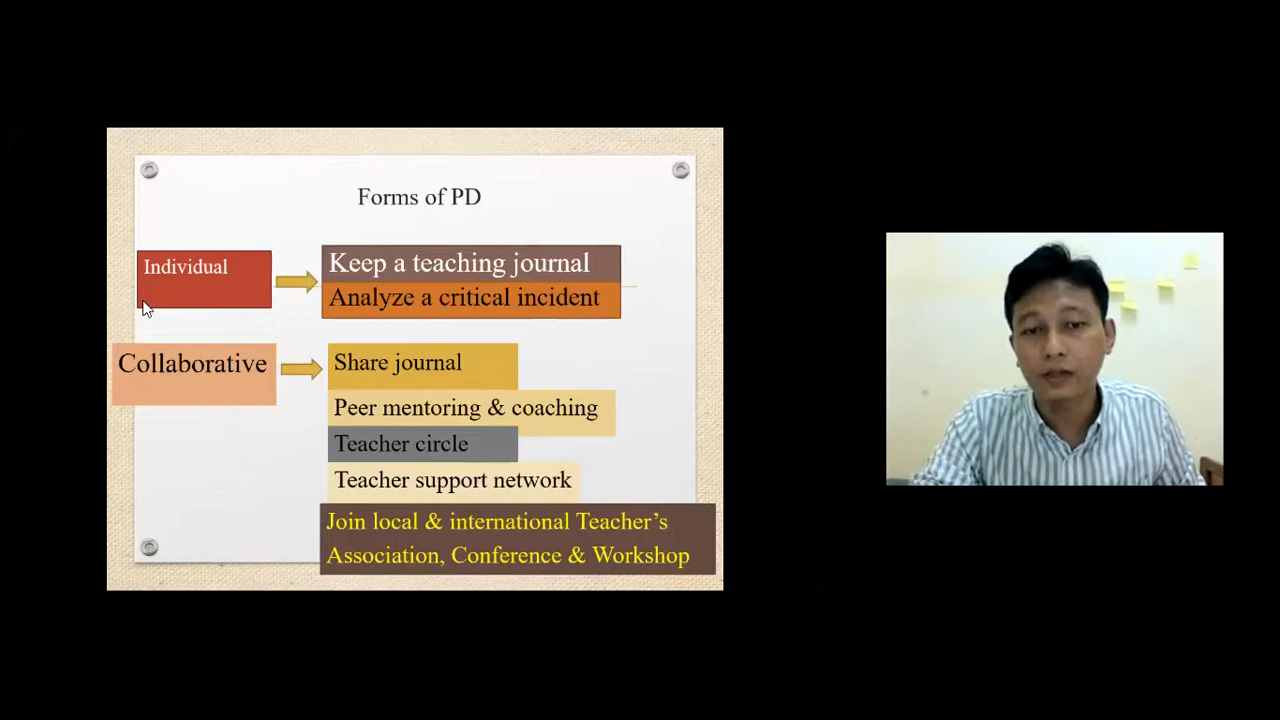 Forms of PD
Individual
Keep a teaching journal
Analyze a critical incident
Collaborative
Share journal
Peer mentoring & coaching
Teacher circle
Teacher support network
Join local & international Teacher’s
Association, Conference & Workshop